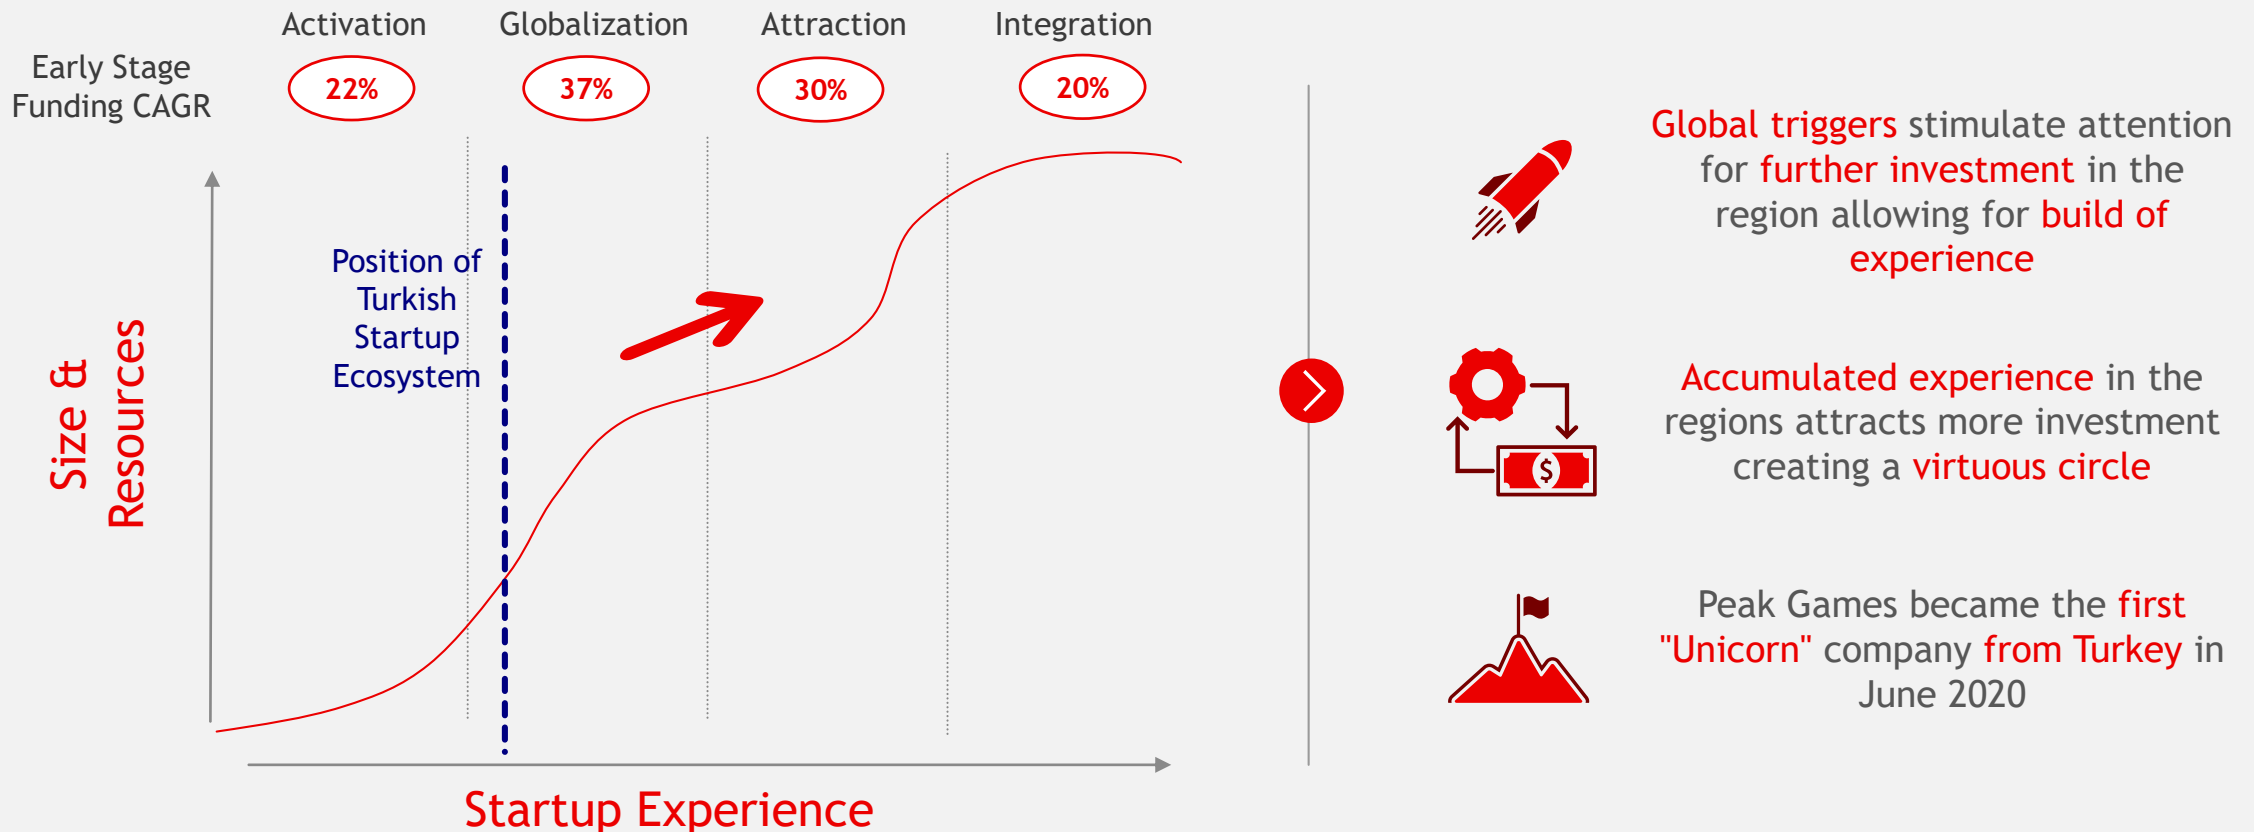 Activation
Globalization
Attraction
Integration
Early Stage
Funding CAGR
22%
37%
30%
20%
Position of
Turkish
Startup
Ecosystem
Size &
Resources
Startup Experience
Global triggers stimulate attention
for further investment in the
region allowing for build of
experience
Accumulated experience in the
regions attracts more investment
creating a virtuous circle
$
Peak Games became the first
"Unicorn" company from Turkey in
June 2020